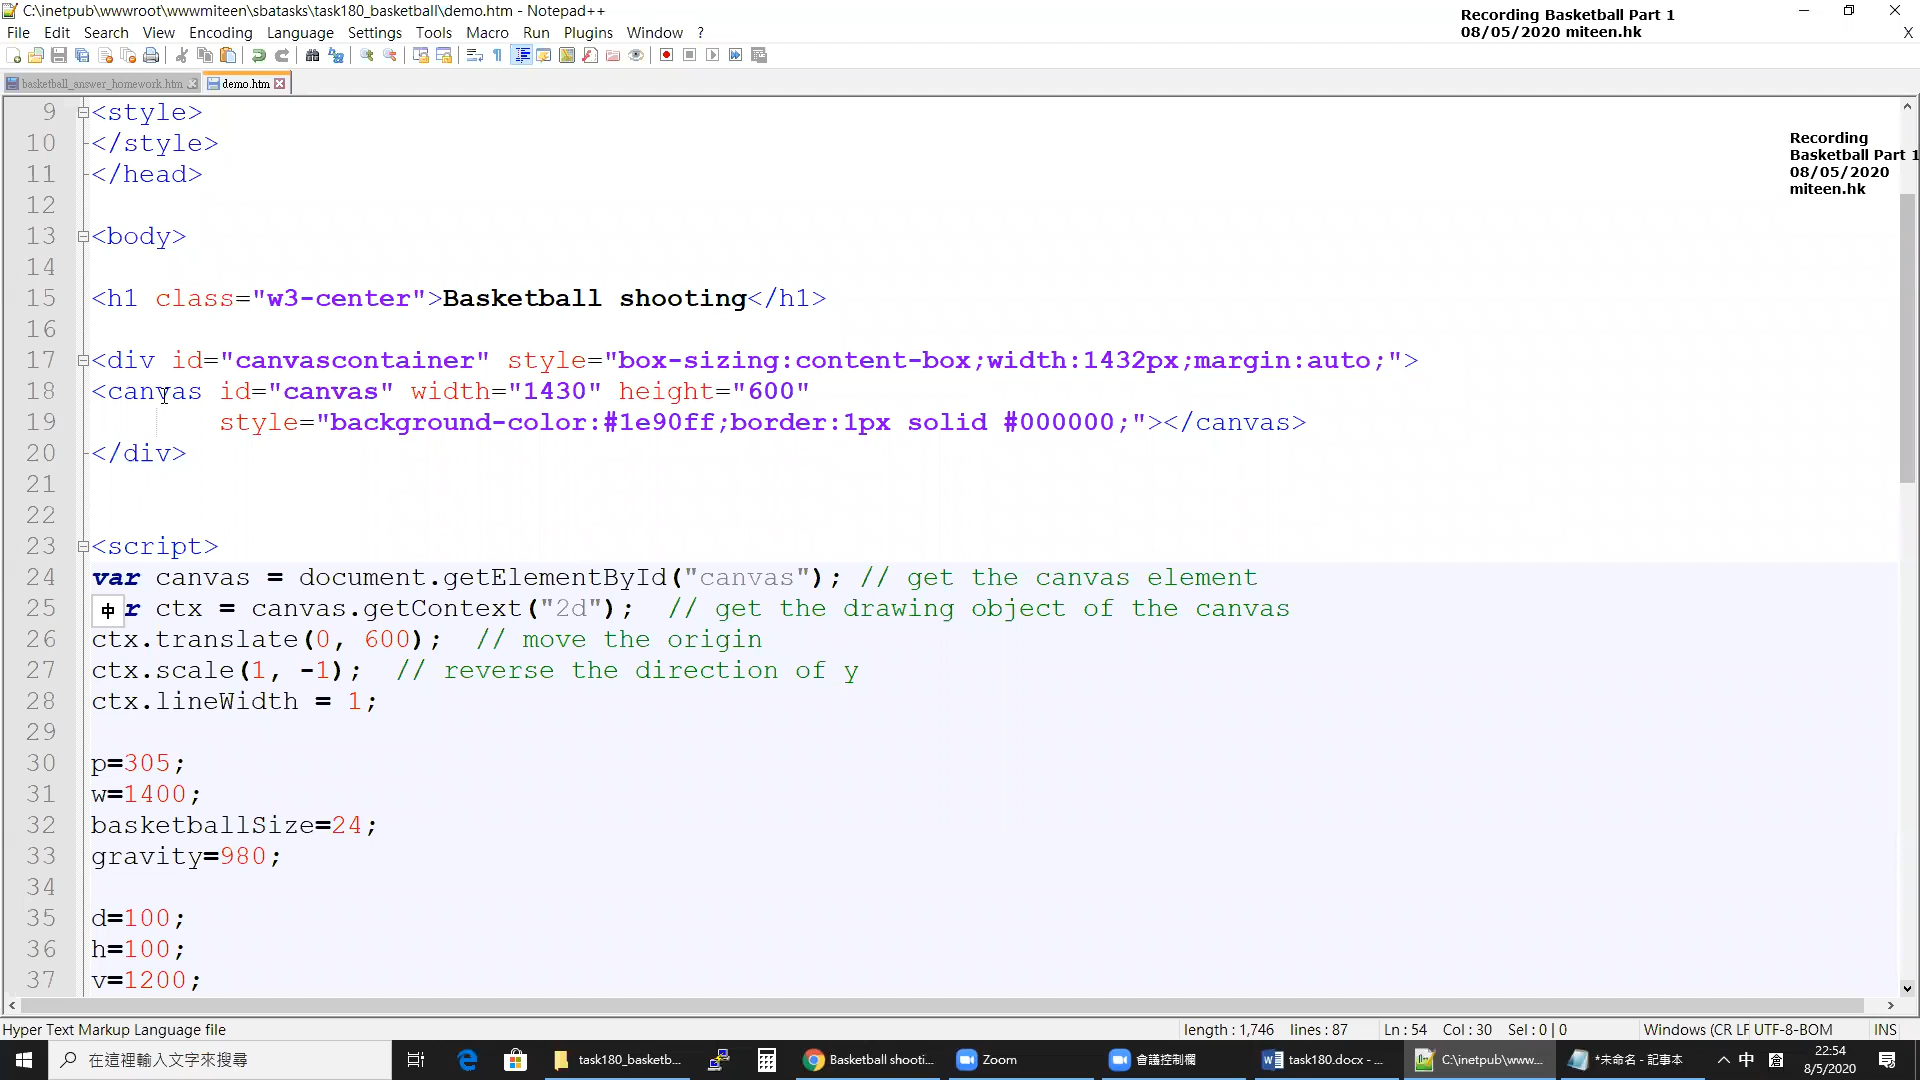 C:\inetpub\wwwroot\wwwmiteen\sbatasks\task180_basketball\demo.htm - Notepad++
Recording Basketball Part 1
08/05/2020 miteen.hk
File Edit Search View Encoding Language Settings Tools Macro Run Plugins Window ? X
basketball_answer_homework.htm demo.htm
Recording
Basketball Part 1
08/05/2020
miteen.hk
9 <style>
10 </style>
11 </head>
12
13 <body>
14
15 <h1 class="w3-center">Basketball shooting</h1>
16
17 <div id="canvascontainer" style="box-sizing:content-box;width:1432px;margin:auto;">
18 <canvas id="canvas" width="1430" height="600"
19 style="background-color:#1e90ff;border:1px solid #000000;"></canvas>
20 </div>
21
22
23 <script>
24 var canvas = document.getElementById("canvas"); // get the canvas element
25 中r ctx = canvas.getContext("2d"); // get the drawing object of the canvas
26 ctx.translate(0, 600); // move the origin
27 ctx.scale(1, -1); // reverse the direction of y
28 ctx.lineWidth = 1;
29
30 p=305;
31 w=1400;
32 basketballSize=24;
33 gravity=980;
34
35 d=100;
36 h=100;
37 v=1200;
Hyper Text Markup Language file length : 1,746 lines : 87 Ln : 54 Col : 30 Sel : 0 | 0 Windows (CR LF UTF-8-BOM INS
在這裡輸入文字來搜尋 task180_basketb... Basketball shooti... Zoom 會議控制欄 task180.docx - ... C:\inetpub\www... *未命名 - 記事本 中 倉 22:54
8/5/2020